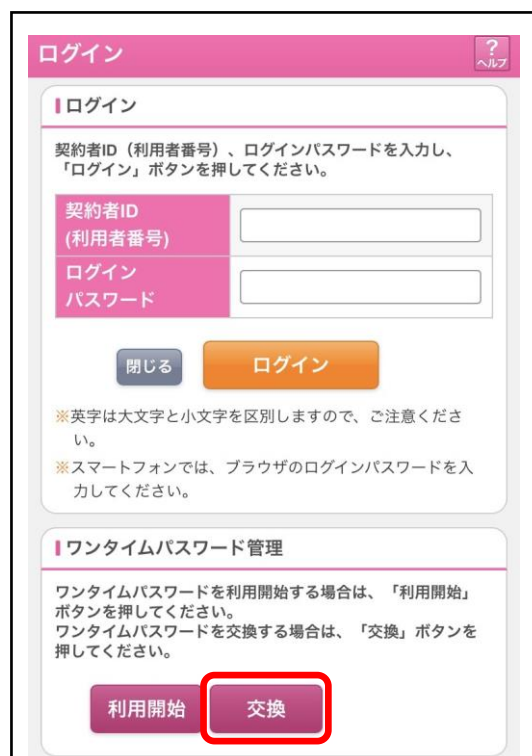 ログイン
?
ヘルプ
ログイン
契約者ID（利用者番号）、ログインパスワードを入力し、
「ログイン」ボタンを押してください。
契約者ID
(利用者番号)
ログイン
パスワード
閉じる
ログイン
※英字は大文字と小文字を区別しますので、ご注意くださ
い。
※スマートフォンでは、ブラウザのログインパスワードを入
力してください。
ワンタイムパスワード管理
ワンタイムパスワードを利用開始する場合は、「利用開始」
ボタンを押してください。
ワンタイムパスワードを交換する場合は、「交換」ボタンを
押してください。
利用開始
交換